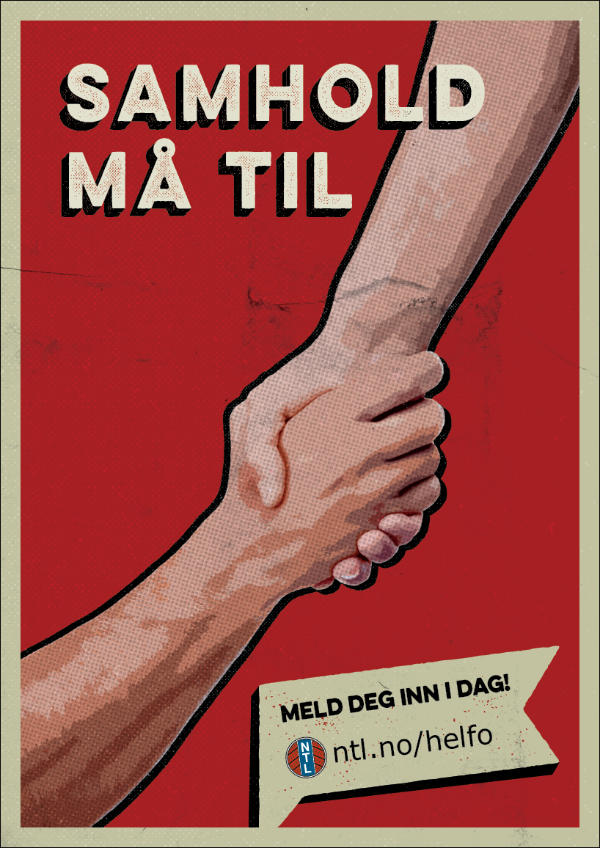 SAMHOLD
MÅ TIL
MELD DEG INN I DAG!
NTL ntl.no/helfo